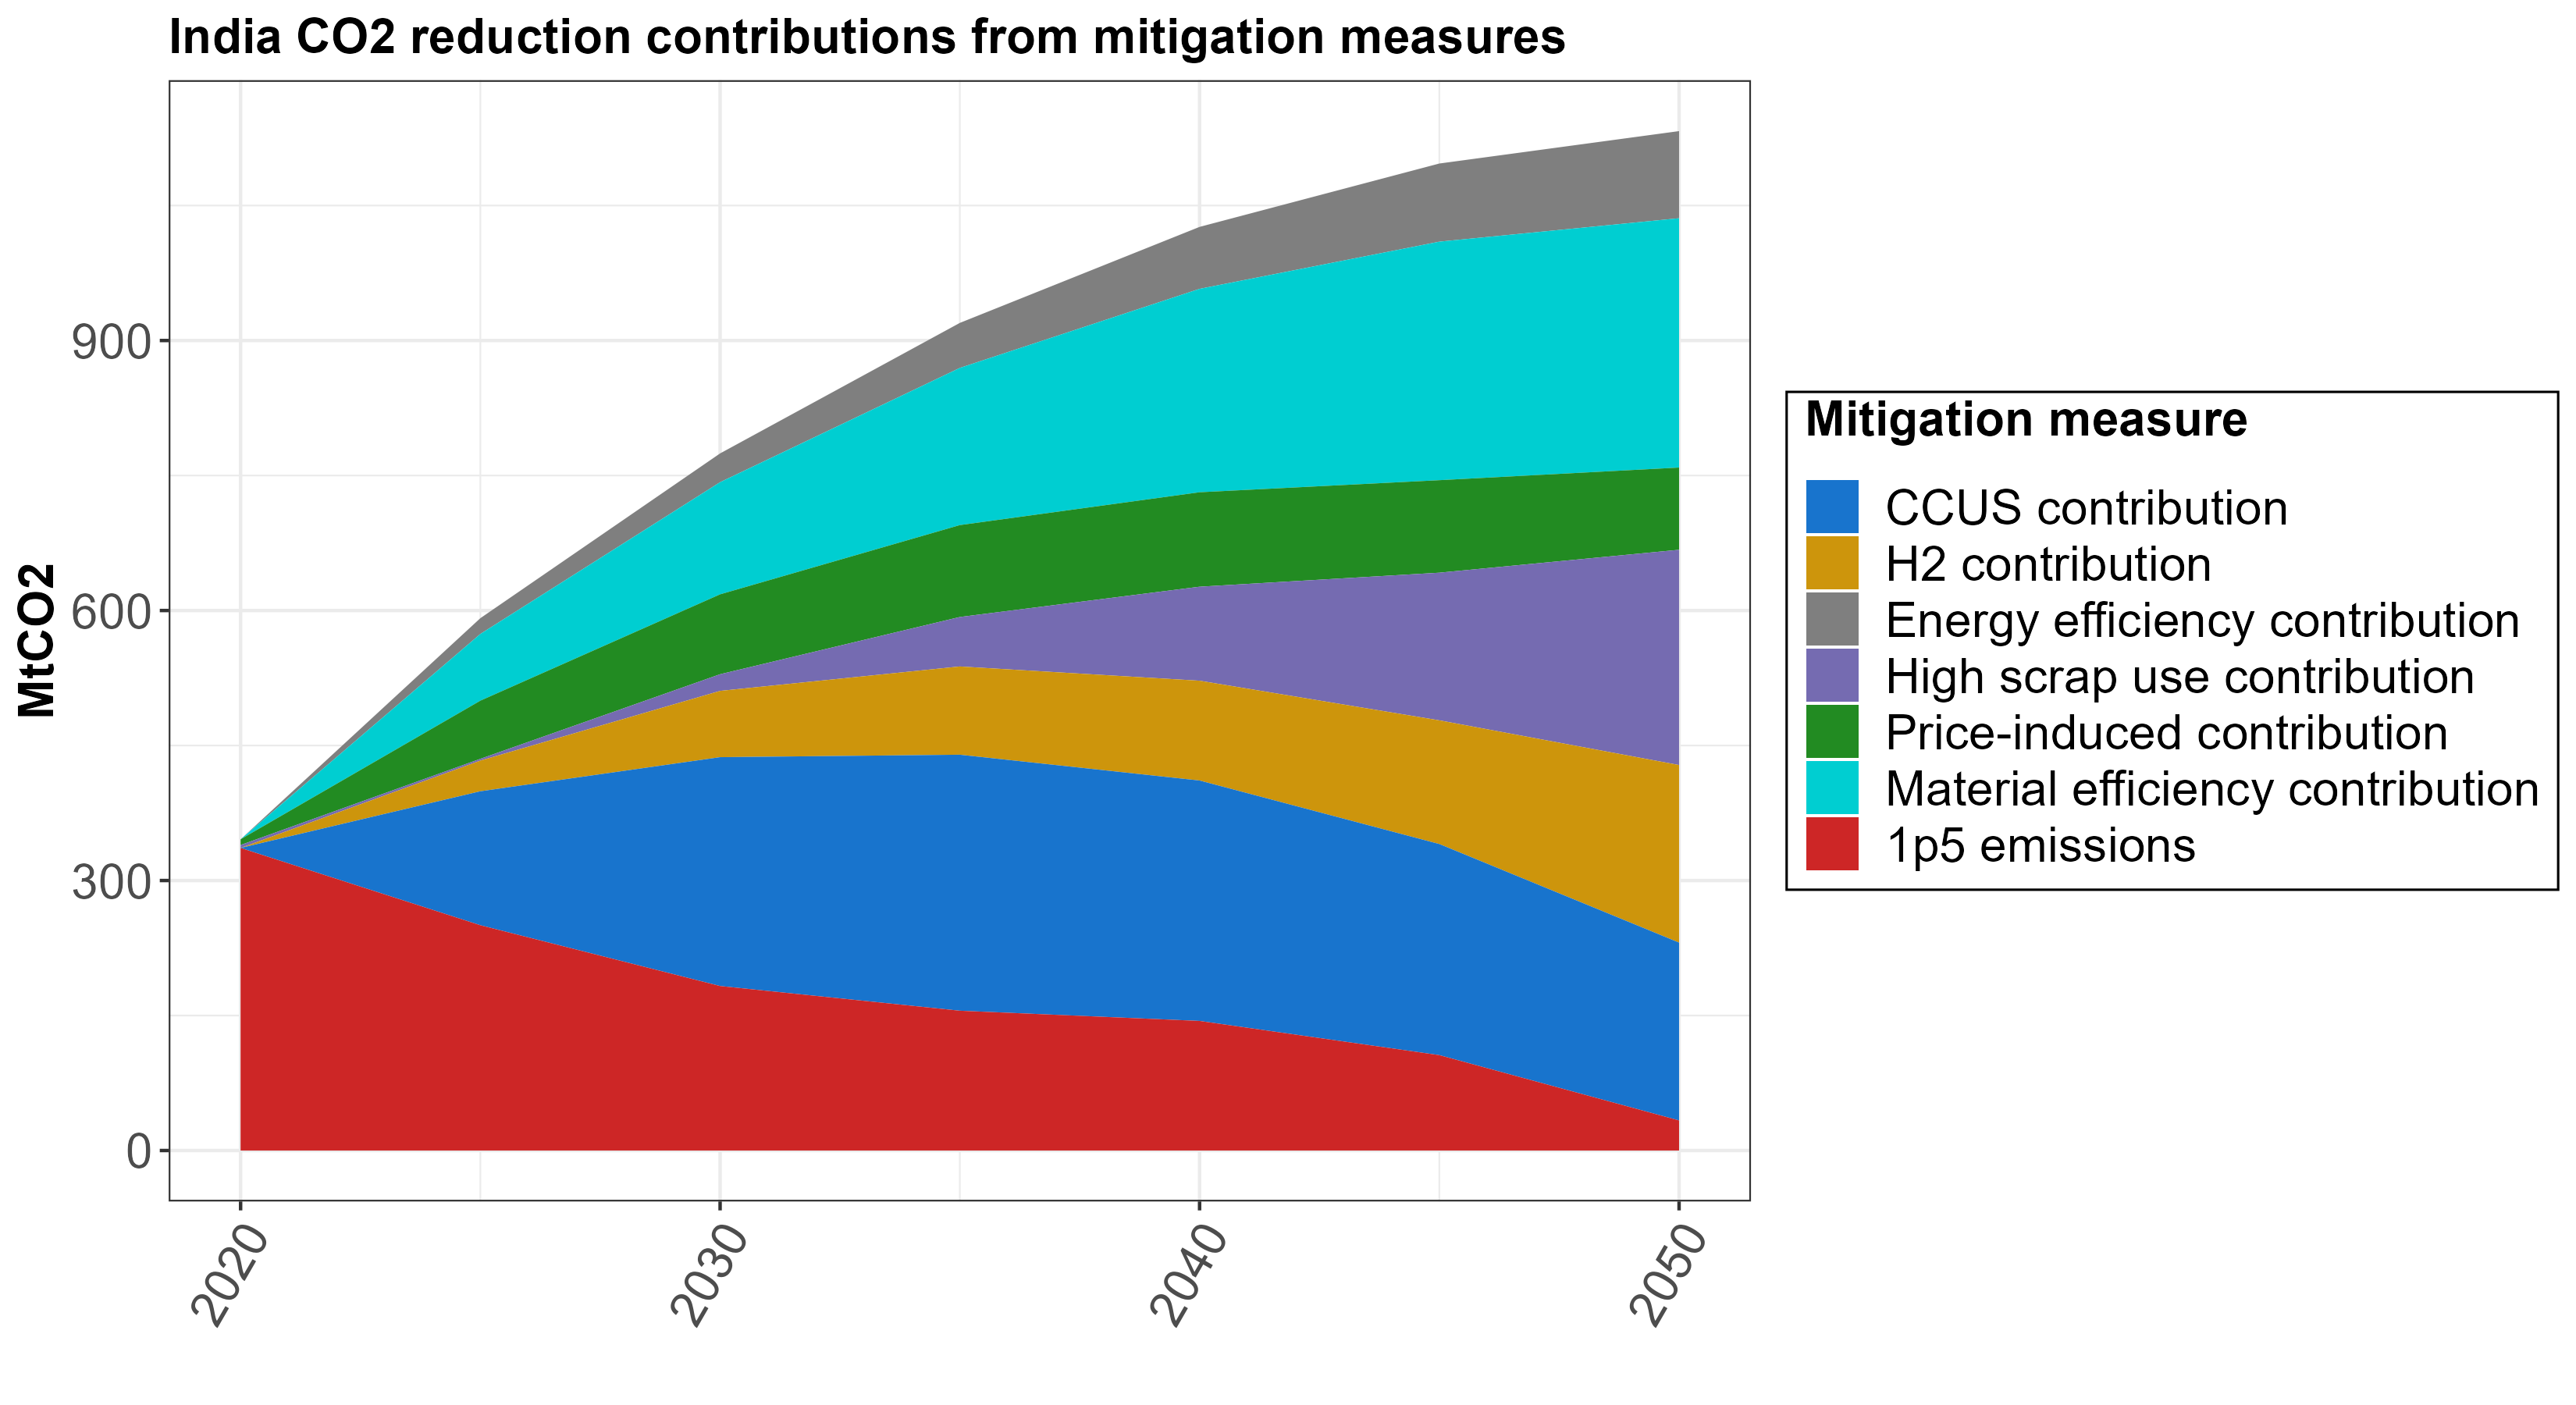 India CO2 reduction contributions from mitigation measures
MtCO2
900
600
300
0
2020
2030
2040
2050
Mitigation measure
CCUS contribution
H2 contribution
Energy efficiency contribution
High scrap use contribution
Price-induced contribution
Material efficiency contribution
1p5 emissions